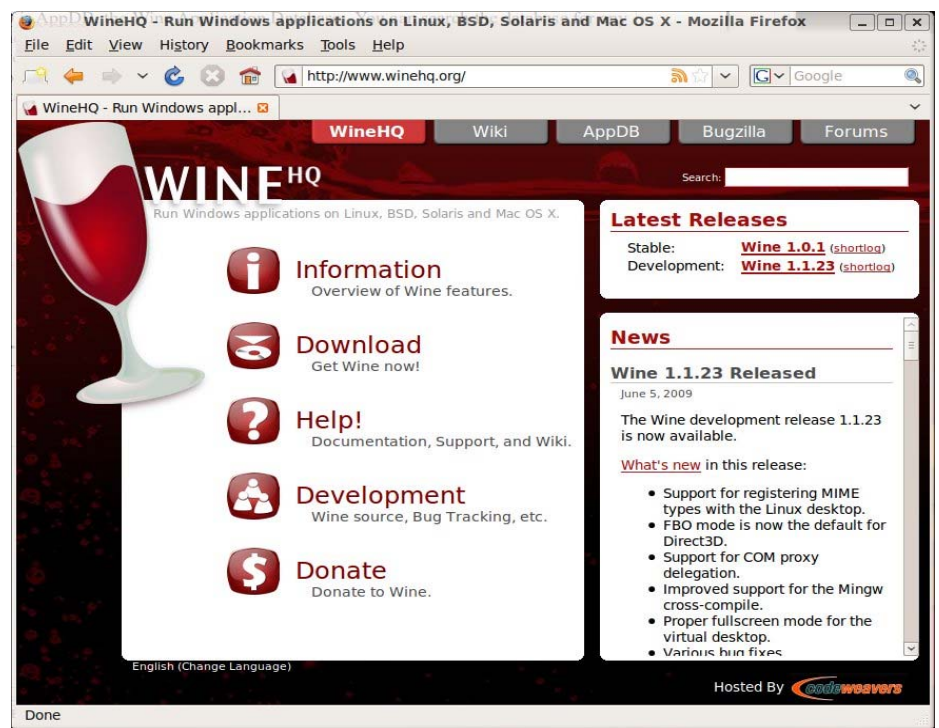 WineHQ - Run Windows applications on Linux, BSD, Solaris and Mac OS X - Mozilla Firefox
File Edit View History Bookmarks Tools Help
http://www.winehq.org/
G Google
WineHQ - Run Windows appl...
WineHQ Wiki AppDB Bugzilla Forums
WINE HQ
Search:
Run Windows applications on Linux, BSD, Solaris and Mac OS X.
Information
Overview of Wine features.
Download
Get Wine now!
Help!
Documentation, Support, and Wiki.
Development
Wine source, Bug Tracking, etc.
Donate
Donate to Wine.
Latest Releases
Stable: Wine 1.0.1 (shortlog)
Development: Wine 1.1.23 (shortlog)
News
Wine 1.1.23 Released
June 5, 2009
The Wine development release 1.1.23
is now available.
What's new in this release:
• Support for registering MIME
types with the Linux desktop.
• FBO mode is now the default for
Direct3D.
• Support for COM proxy
delegation.
• Improved support for the Mingw
cross-compile.
• Proper fullscreen mode for the
virtual desktop.
• Various bug fixes.
English (Change Language)
Hosted By codeweavers
Done